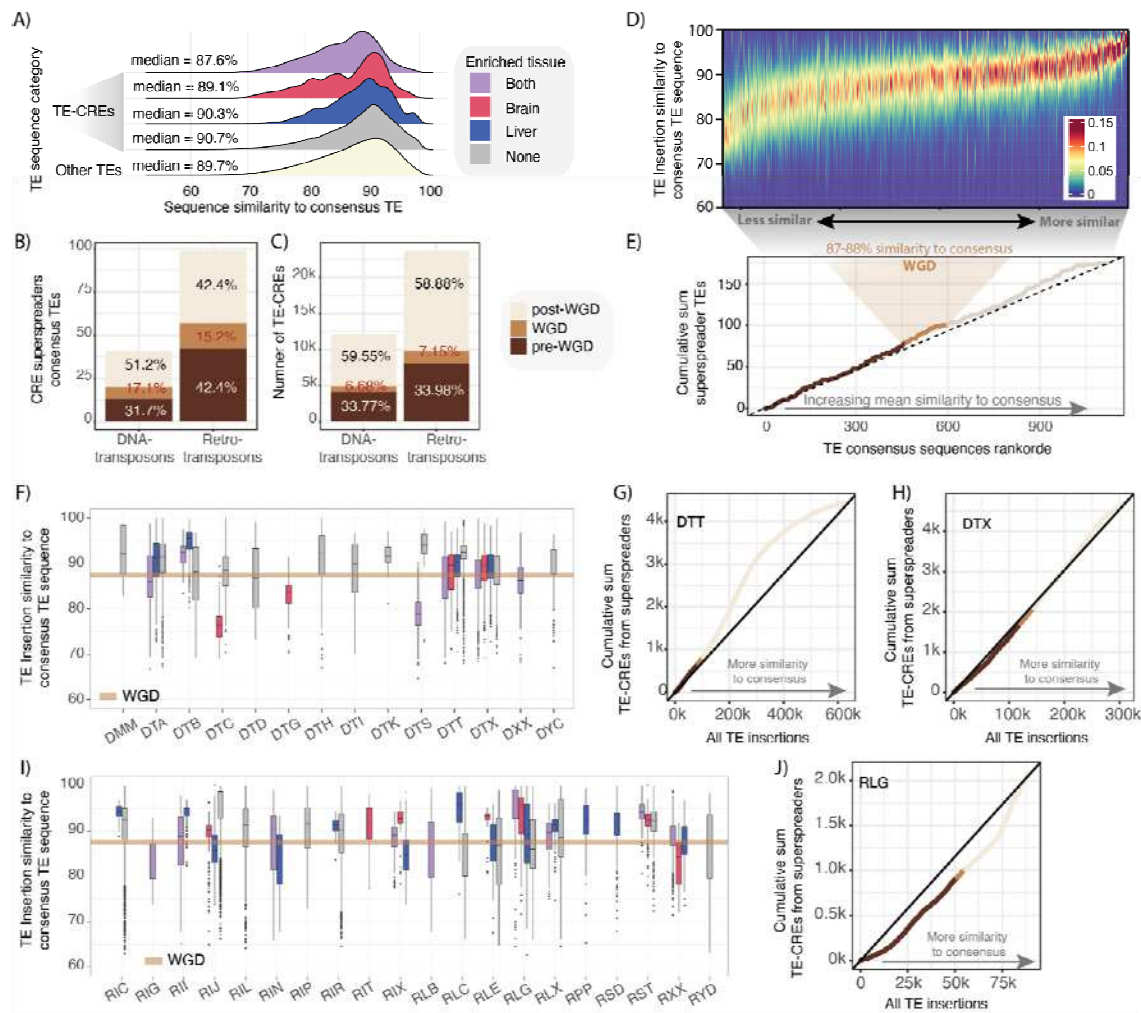 A)
TE sequence category
TE-CREs
Other TEs
median = 87.6%
median = 89.1%
median = 90.3%
median = 90.7%
median = 89.7%
60 70 80 90 100
Sequence similarity to consensus TE
Enriched tissue
Both
Brain
Liver
None
D)
TE Insertion similarity to
consensus TE sequence
100
90
80
70
60
0.15
0.1
0.05
0
Less similar
More similar
B)
CRE superspreaders
consensus TEs
100
75
50
25
0
51.2%
17.1%
31.7%
42.4%
15.2%
42.4%
DNA-
transposons
Retro-
transposons
C)
Numner of TE-CREs
20k
15k
10k
5k
0
59.55%
6.68%
33.77%
58.88%
7.15%
33.98%
DNA-
transposons
Retro-
transposons
post-WGD
WGD
pre-WGD
E)
87-88% similarity to consensus
WGD
Cumulative sum
superspreader TEs
150
100
50
0
Increasing mean similarity to consensus
0 300 600 900
TE consensus sequences rankorde
F)
TE Insertion similarity to
consensus TE sequence
100
90
80
70
60
WGD
DMM DTA DTB DTC DTD DTG DTH DTI DTK DTS DTT DTX DXX DYC
G)
DTT
Cumulative sum
TE-CREs from superspreaders
4k
3k
2k
1k
0
More similarity
to consensus
0k 200k 400k 600k
All TE insertions
H)
DTX
Cumulative sum
TE-CREs from superspreaders
4k
3k
2k
1k
0k
More similarity
to consensus
0k 100k 200k 300k
All TE insertions
I)
TE Insertion similarity to
consensus TE sequence
100
90
80
70
60
WGD
RIC RIG RII RIJ RIL RIN RIP RIR RIT RIX RLB RLC RLE RLG RLX RPP RSD RST RXX RYD
J)
RLG
Cumulative sum
TE-CREs from superspreaders
2.0k
1.5k
1.0k
0.5k
0k
More similarity
to consensus
0k 25k 50k 75k
All TE insertions